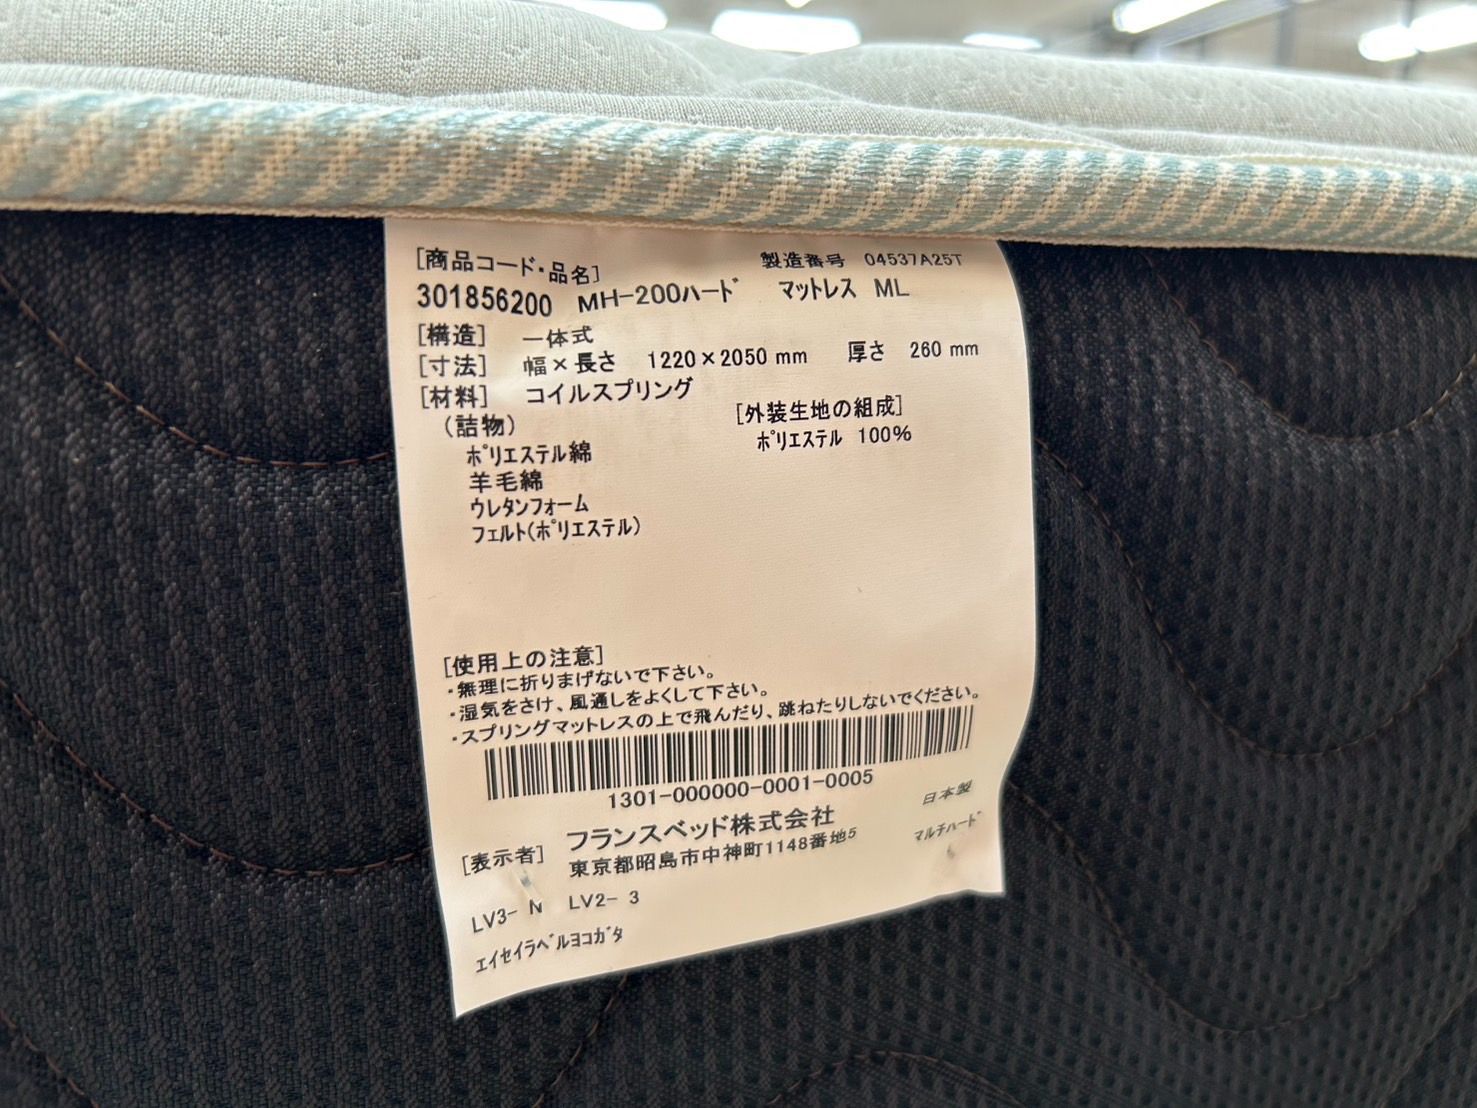 [商品コード・品名] 製造番号 04537A25T
301856200 MH-200ハード マットレス ML
[構造] 一体式
[寸法] 幅×長さ 1220×2050 mm 厚さ 260 mm
[材料] コイルスプリング
(詰物) [外装生地の組成]
ポリエステル綿 ポリエステル 100%
羊毛綿
ウレタンフォーム
フェルト(ポリエステル)
[使用上の注意]
・無理に折りまげないで下さい。
・湿気をさけ、風通しをよくして下さい。
・スプリングマットレスの上で飛んだり、跳ねたりしないでください。
1301-000000-0001-0005
日本製
[表示者] フランスベッド株式会社
東京都昭島市中神町1148番地5 マルチハード
LV3- N LV2- 3
エイセイラベルヨコガタ